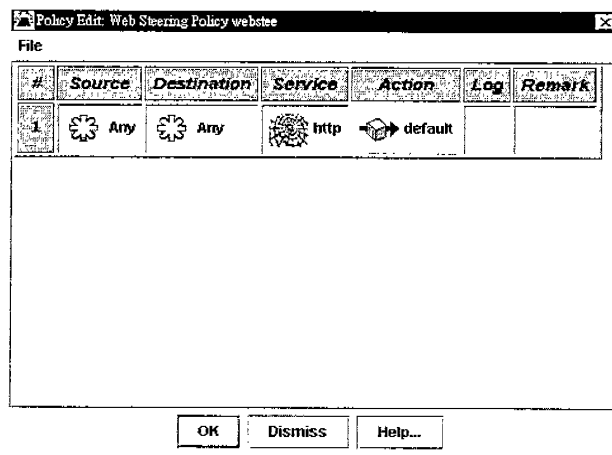 Policy Edit: Web Steering Policy webstee
File
# Source Destination Service Action Log Remark
1 Any Any http default
OK Dismiss Help...